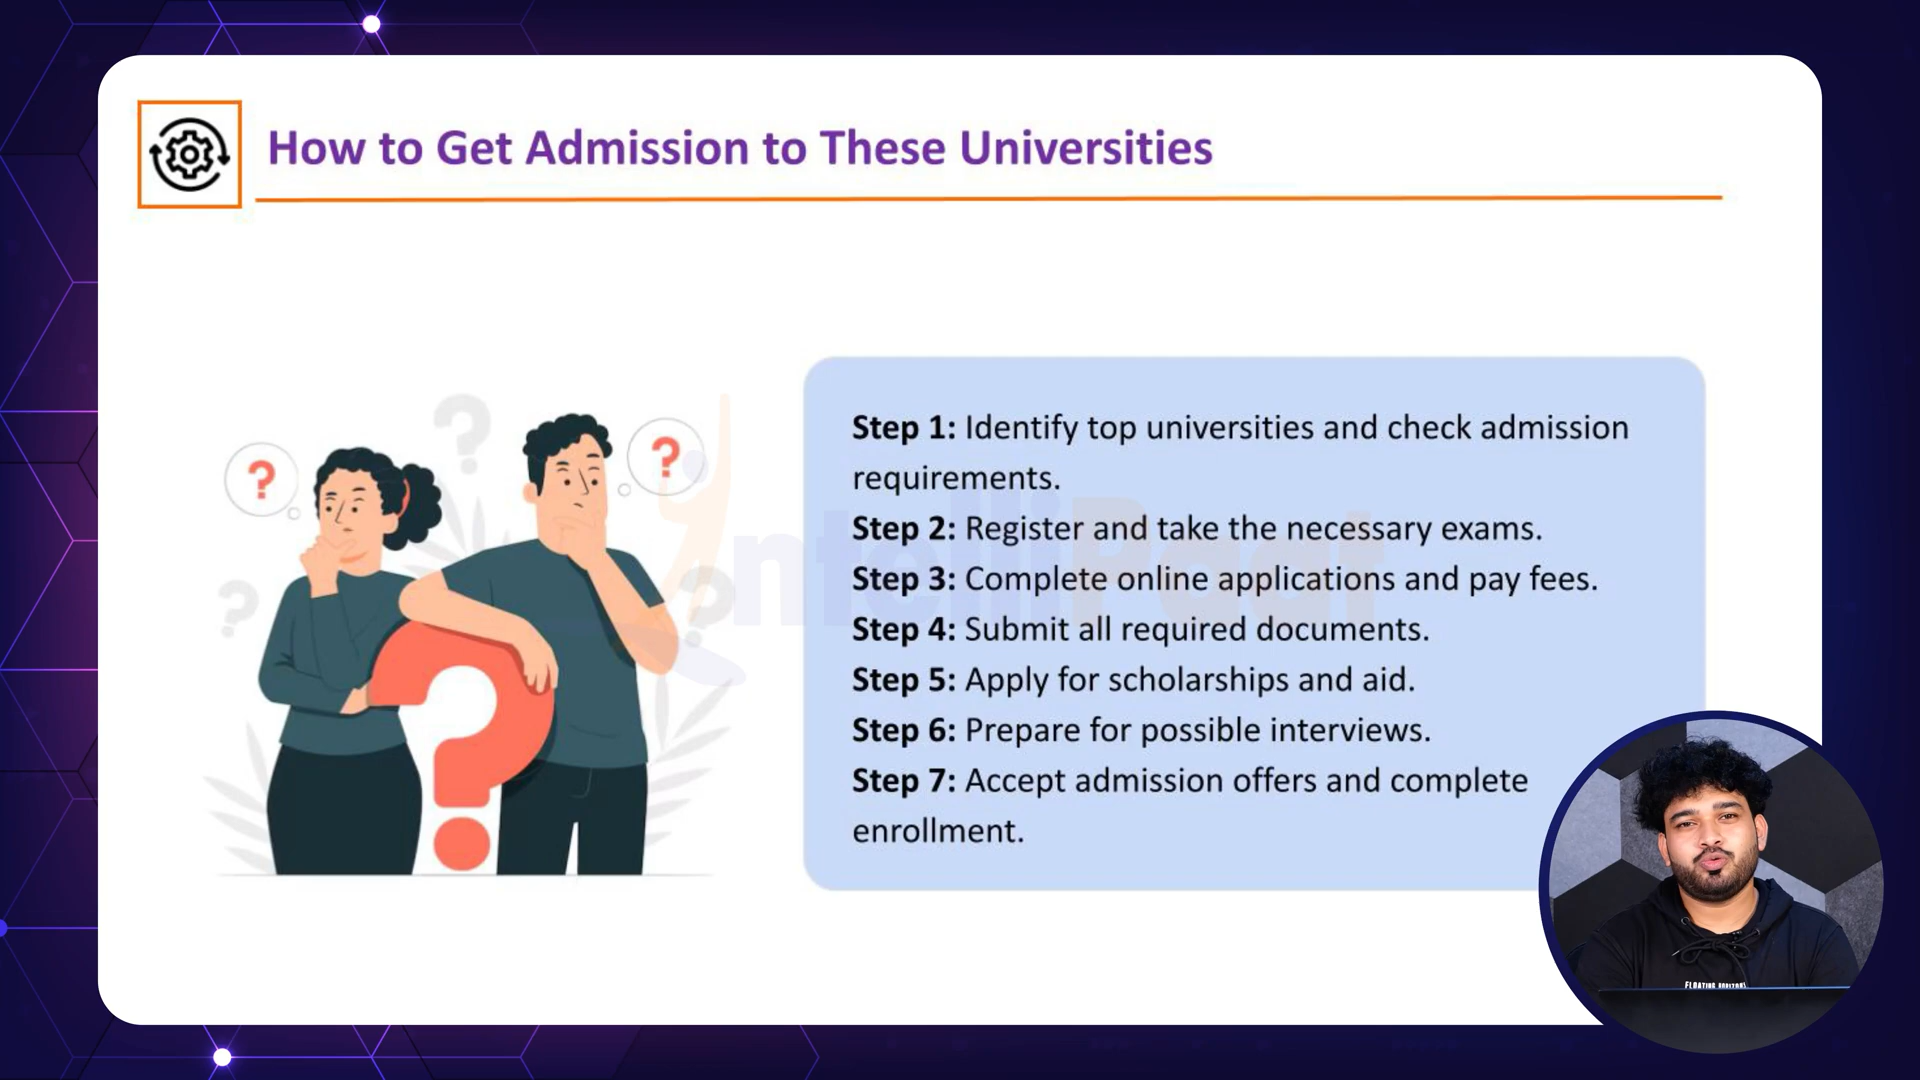 How to Get Admission to These Universities
?
?
Step 1: Identify top universities and check admission
requirements.
Step 2: Register and take the necessary exams.
Step 3: Complete online applications and pay fees.
Step 4: Submit all required documents.
Step 5: Apply for scholarships and aid.
Step 6: Prepare for possible interviews.
Step 7: Accept admission offers and complete
enrollment.
intelliPaat
FLOATING HORIZON